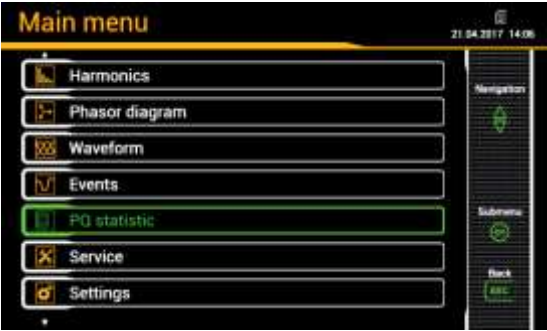 Main menu
21.04.2017 14:06
Harmonics
Phasor diagram
Waveform
Events
PQ statistic
Service
Settings
Navigation
Submenu
Back
ESC